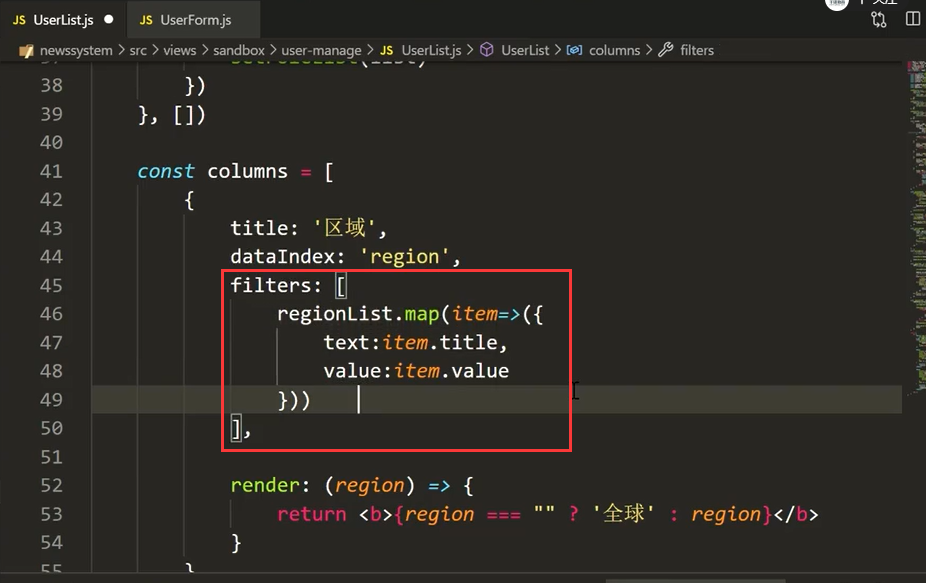 JS UserList.js ● JS UserForm.js
newssystem > src > views > sandbox > user-manage > JS UserList.js > UserList > columns > filters
38 })
39 }, [])
40
41 const columns = [
42 {
43 title: '区域',
44 dataIndex: 'region',
45 filters: [
46 regionList.map(item=>({
47 text:item.title,
48 value:item.value
49 }))
50 ],
51
52 render: (region) => {
53 return <b>{region === "" ? '全球' : region}</b>
54 }
55 }